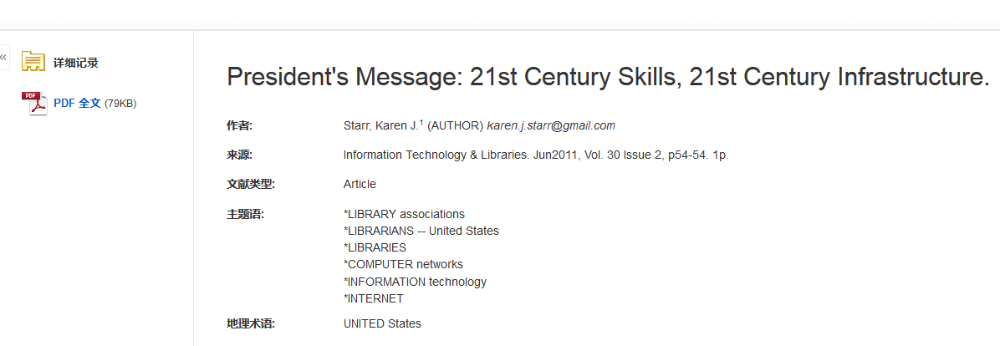 «
详细记录
PDF
PDF 全文 (79KB)
President's Message: 21st Century Skills, 21st Century Infrastructure.
作者: Starr, Karen J.1 (AUTHOR) karen.j.starr@gmail.com
来源: Information Technology & Libraries. Jun2011, Vol. 30 Issue 2, p54-54. 1p.
文献类型: Article
主题语: *LIBRARY associations
*LIBRARIANS -- United States
*LIBRARIES
*COMPUTER networks
*INFORMATION technology
*INTERNET
地理术语: UNITED States